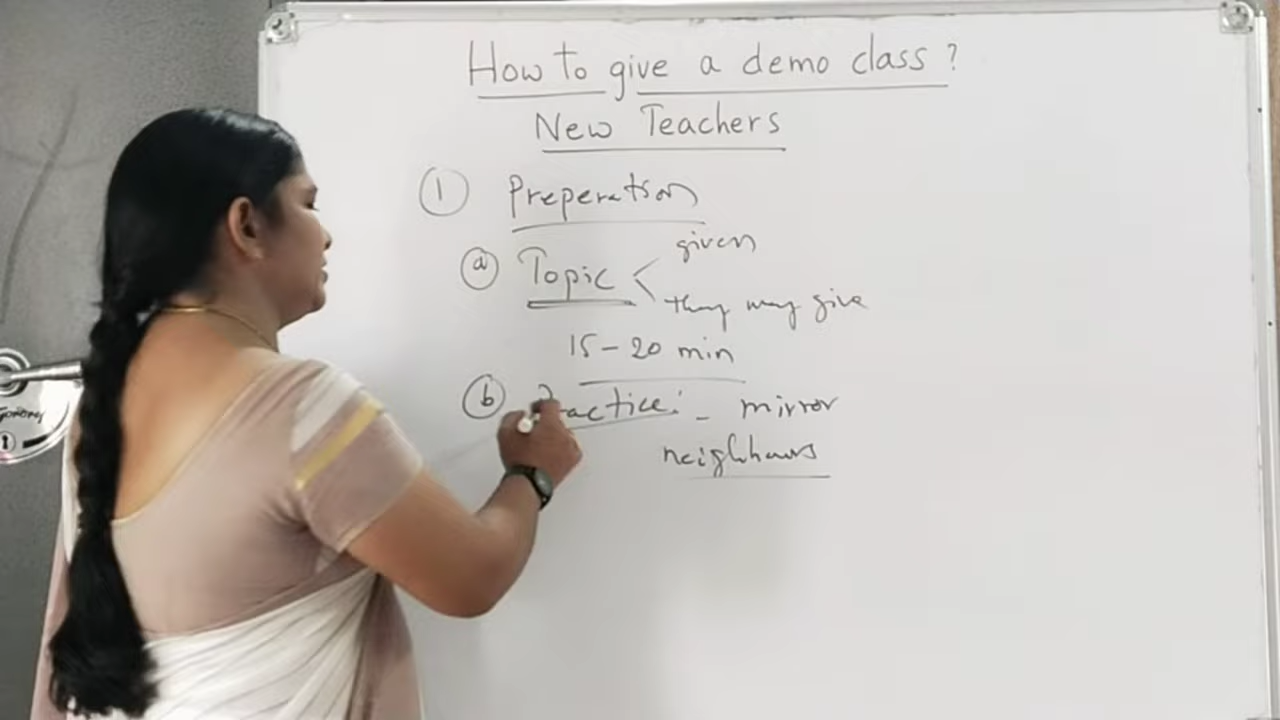 How to give a demo class?
New Teachers
① Preperation
ⓐ Topic < given
they may give
15-20 min
ⓑ Practice: - mirror
neighbours